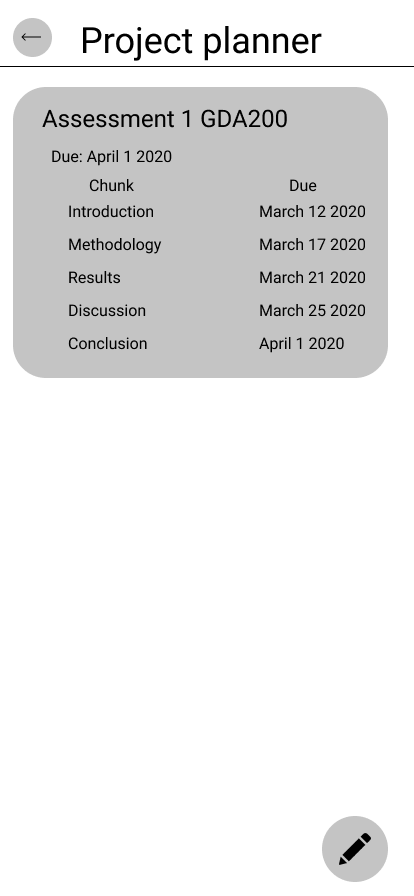 Project planner
Assessment 1 GDA200
Due: April 1 2020
Chunk Due
Introduction March 12 2020
Methodology March 17 2020
Results March 21 2020
Discussion March 25 2020
Conclusion April 1 2020